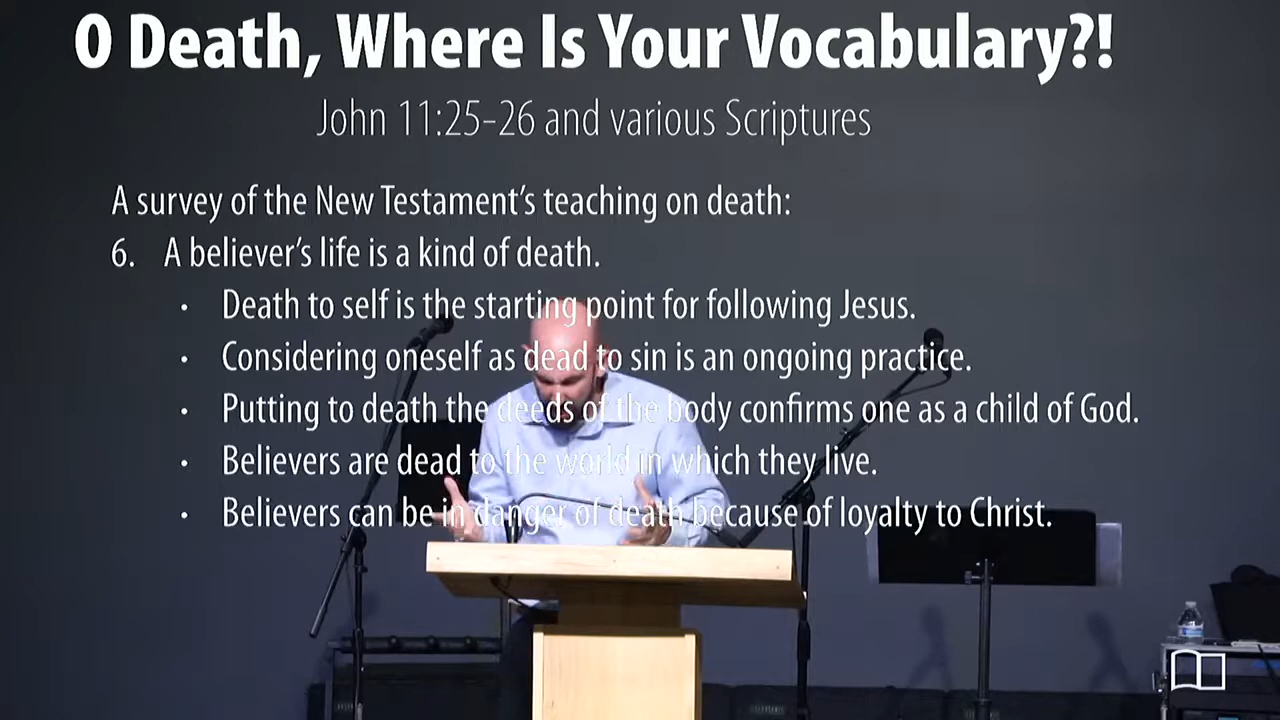 O Death, Where Is Your Vocabulary?!
John 11:25-26 and various Scriptures
A survey of the New Testament's teaching on death:
6. A believer's life is a kind of death.
• Death to self is the starting point for following Jesus.
• Considering oneself as dead to sin is an ongoing practice.
• Putting to death the deeds of the body confirms one as a child of God.
• Believers are dead to the world in which they live.
• Believers can be in danger of death because of loyalty to Christ.